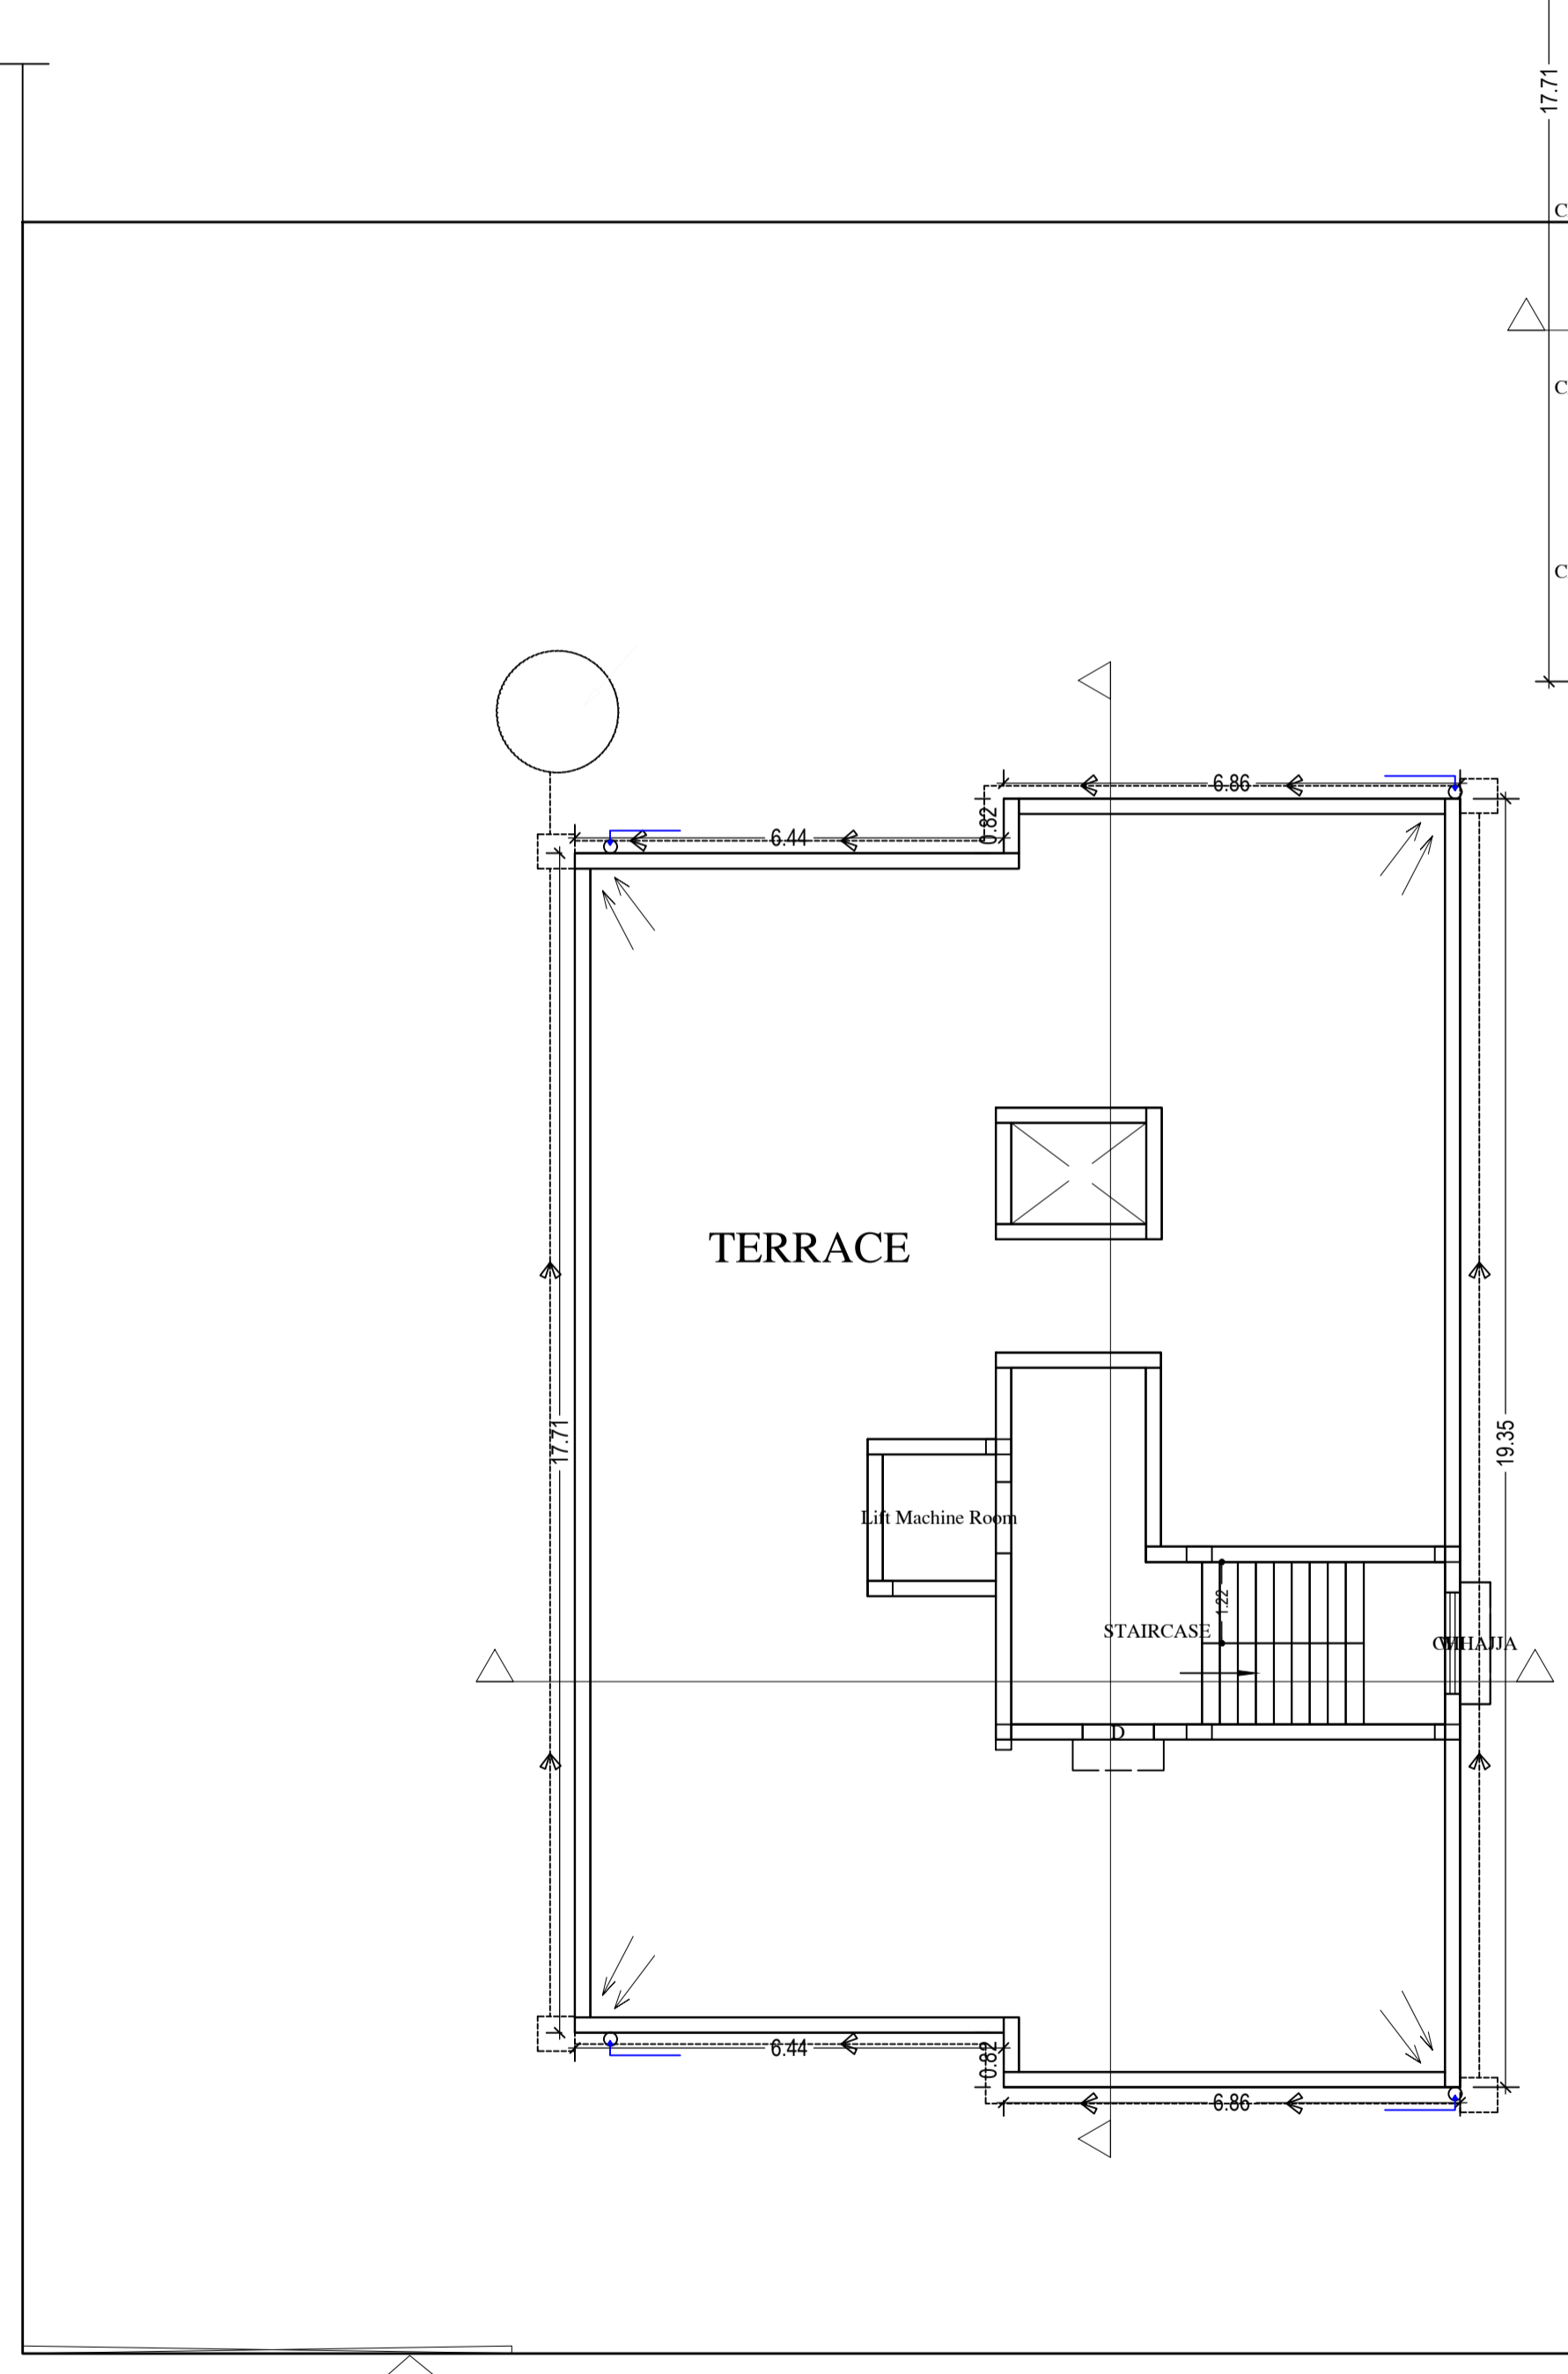 17.71
C
C
C
6.86
0.82
6.44
TERRACE
17.71
19.35
Lift Machine Room
1.22
STAIRCASE
CHHAJJA
D
6.44
0.82
6.86